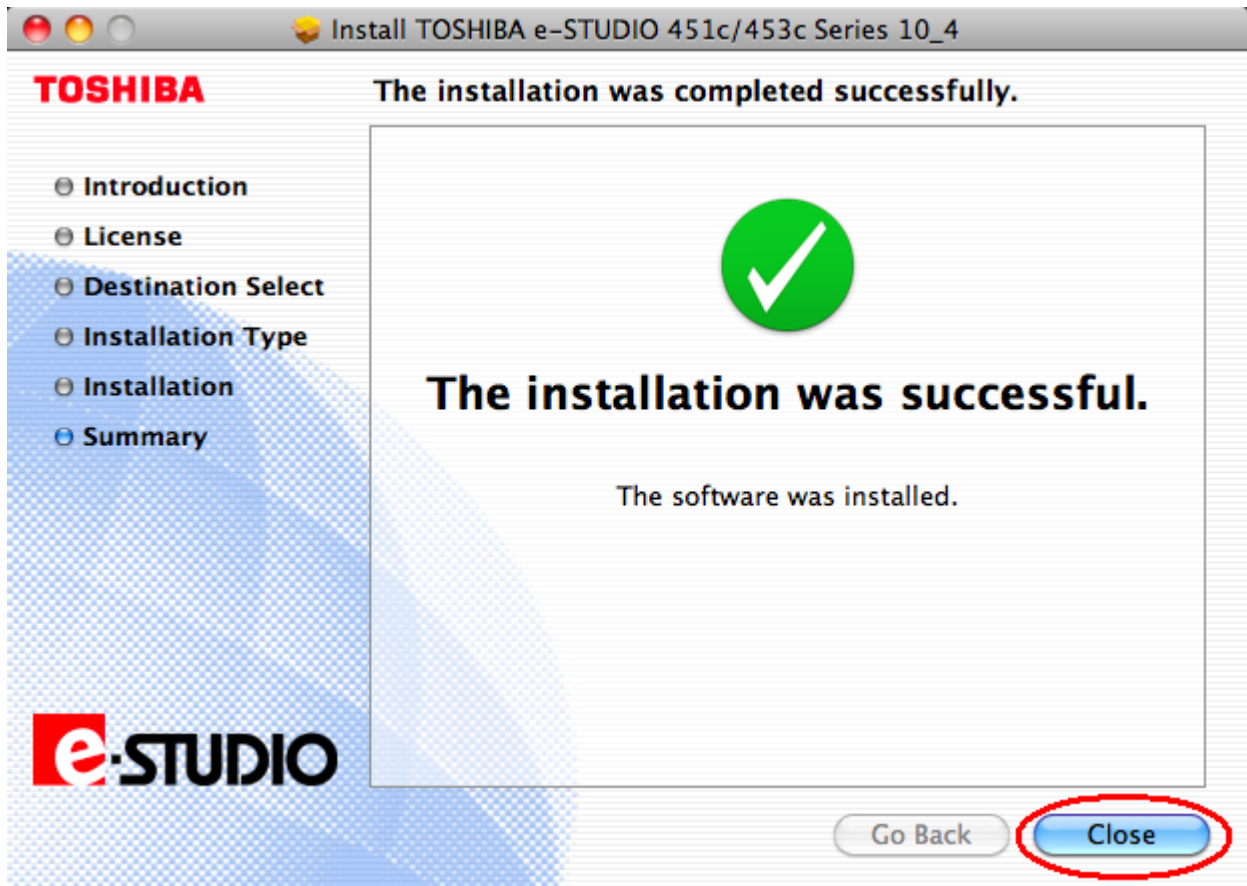 Install TOSHIBA e-STUDIO 451c/453c Series 10_4
TOSHIBA
The installation was completed successfully.
Introduction
License
Destination Select
Installation Type
Installation
Summary
The installation was successful.
The software was installed.
e-STUDIO
Go Back
Close